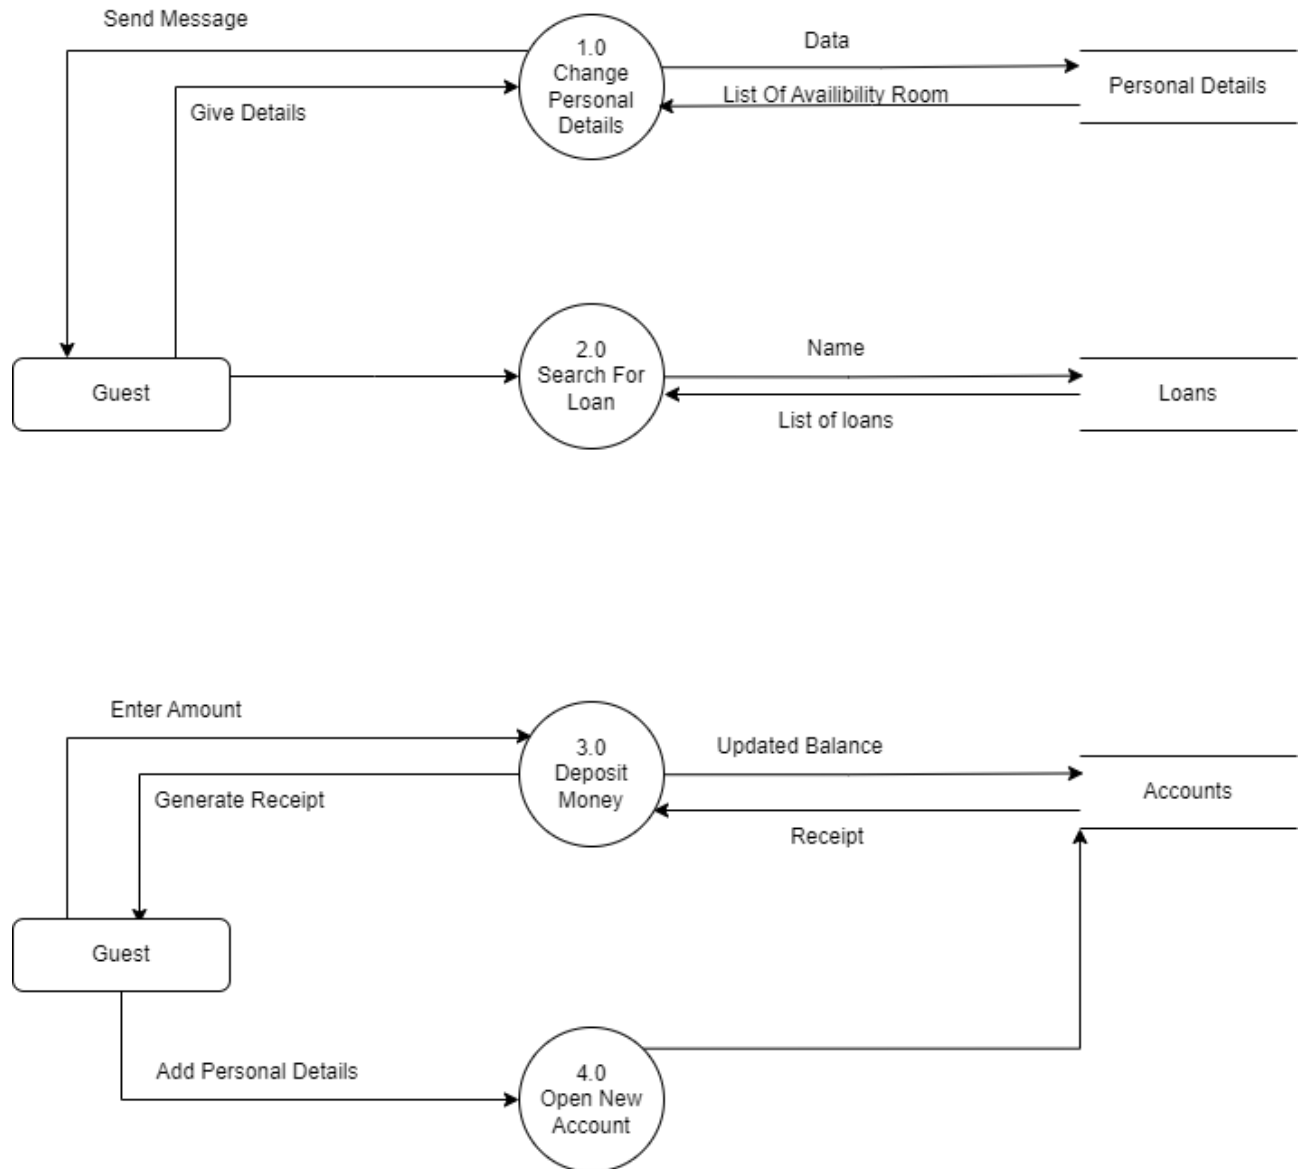 Send Message
1.0
Change
Personal
Details
Data
Personal Details
List Of Availibility Room
Give Details
Guest
2.0
Search For
Loan
Name
Loans
List of loans
Enter Amount
3.0
Deposit
Money
Updated Balance
Accounts
Generate Receipt
Receipt
Guest
Add Personal Details
4.0
Open New
Account